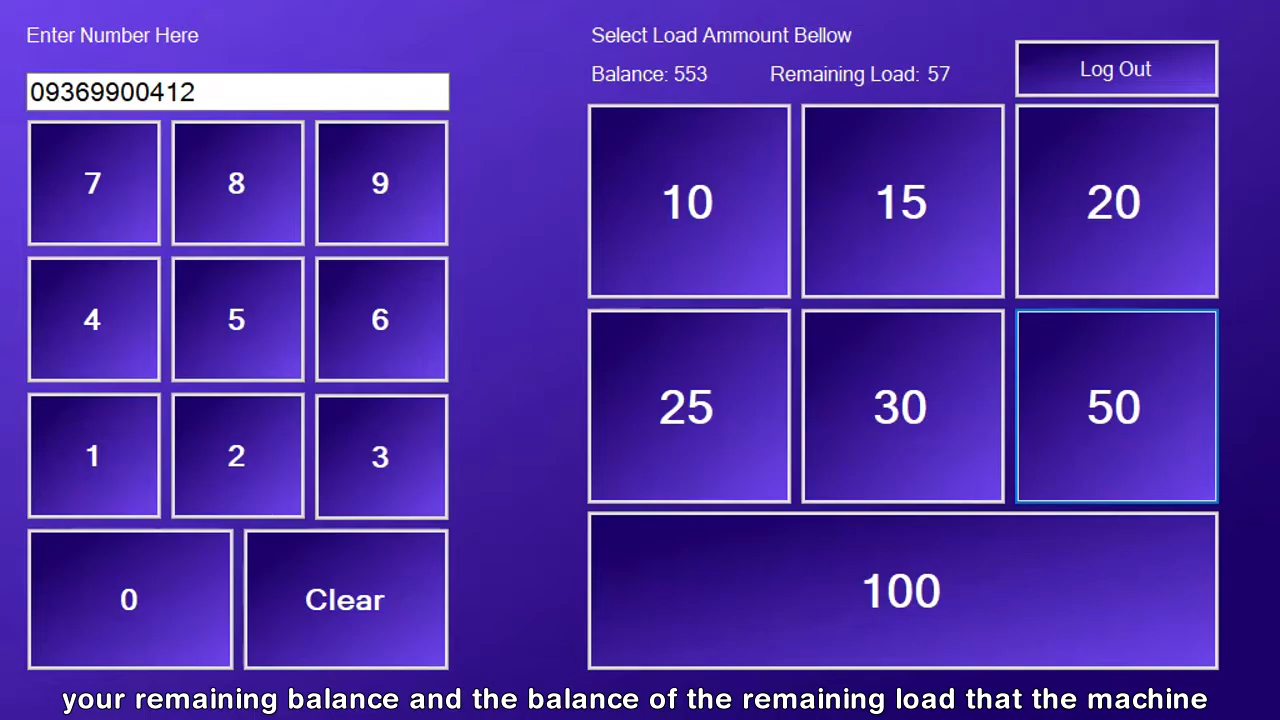 Enter Number Here
09369900412
7 8 9
4 5 6
1 2 3
0 Clear
Select Load Ammount Bellow
Balance: 553 Remaining Load: 57
Log Out
10 15 20
25 30 50
100
your remaining balance and the balance of the remaining load that the machine